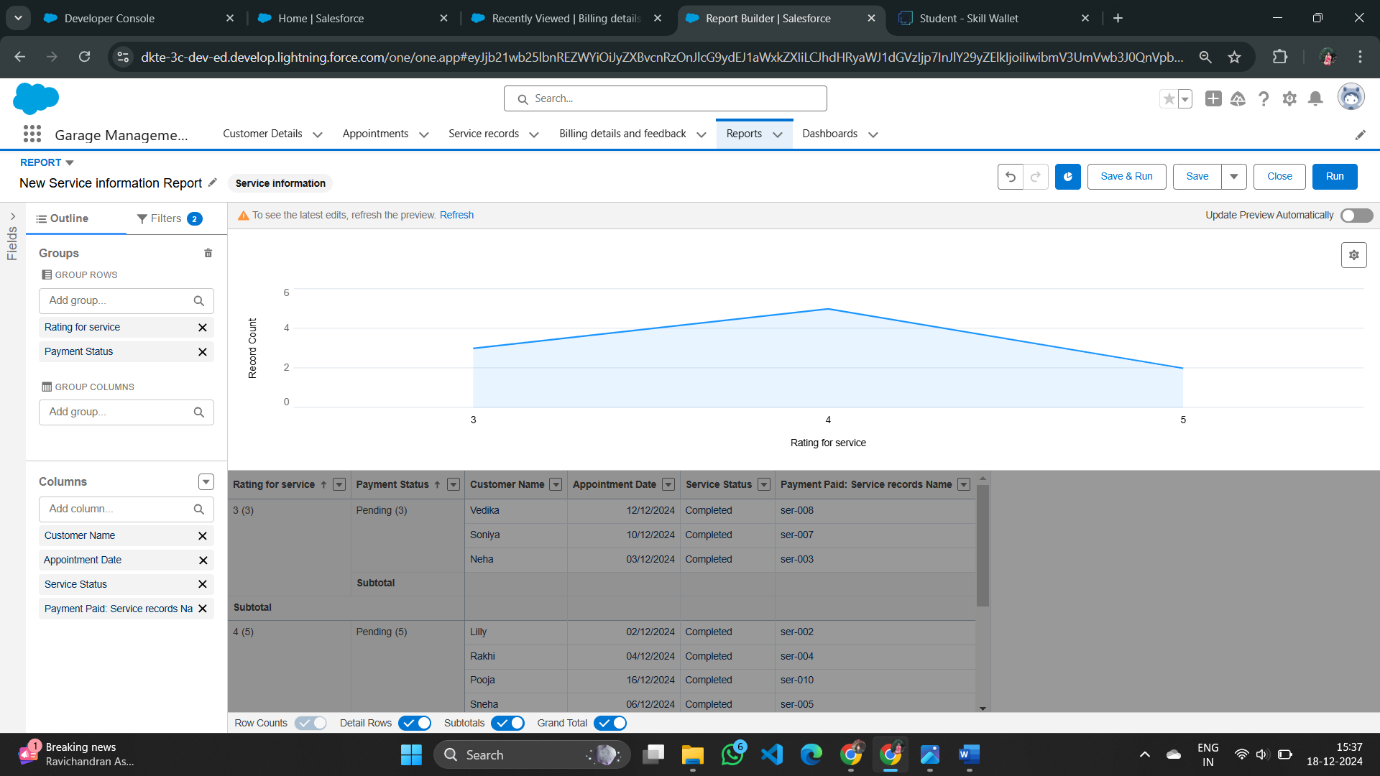 Developer Console
Home | Salesforce
Recently Viewed | Billing details
Report Builder | Salesforce
Student - Skill Wallet
dkte-3c-dev-ed.develop.lightning.force.com/one/one.app#eyJjb21wb25lbnREZWYiOiJyZXBvcnRzOnJlcG9ydEJ1aWxkZXIiLCJhdHRyaWJ1dGVzIjp7InJlY29yZElkIjoiIiwibmV3UmVwb3J0QnVpb...
Search...
Garage Manageme...
Customer Details
Appointments
Service records
Billing details and feedback
Reports
Dashboards
REPORT
New Service information Report
Service information
Save & Run
Save
Close
Run
Fields
Outline
Filters 2
To see the latest edits, refresh the preview. Refresh
Update Preview Automatically
Groups
GROUP ROWS
Add group...
Rating for service
Payment Status
GROUP COLUMNS
Add group...
Columns
Add column...
Customer Name
Appointment Date
Service Status
Payment Paid: Service records Na
Record Count
6
4
2
0
3 4 5
Rating for service
Rating for service Payment Status Customer Name Appointment Date Service Status Payment Paid: Service records Name
3 (3) Pending (3) Vedika 12/12/2024 Completed ser-008
Soniya 10/12/2024 Completed ser-007
Neha 03/12/2024 Completed ser-003
Subtotal
Subtotal
4 (5) Pending (5) Lilly 02/12/2024 Completed ser-002
Rakhi 04/12/2024 Completed ser-004
Pooja 16/12/2024 Completed ser-010
Sneha 06/12/2024 Completed ser-005
Row Counts Detail Rows Subtotals Grand Total
1
Breaking news
Ravichandran As...
Search
6
ENG
IN
15:37
18-12-2024